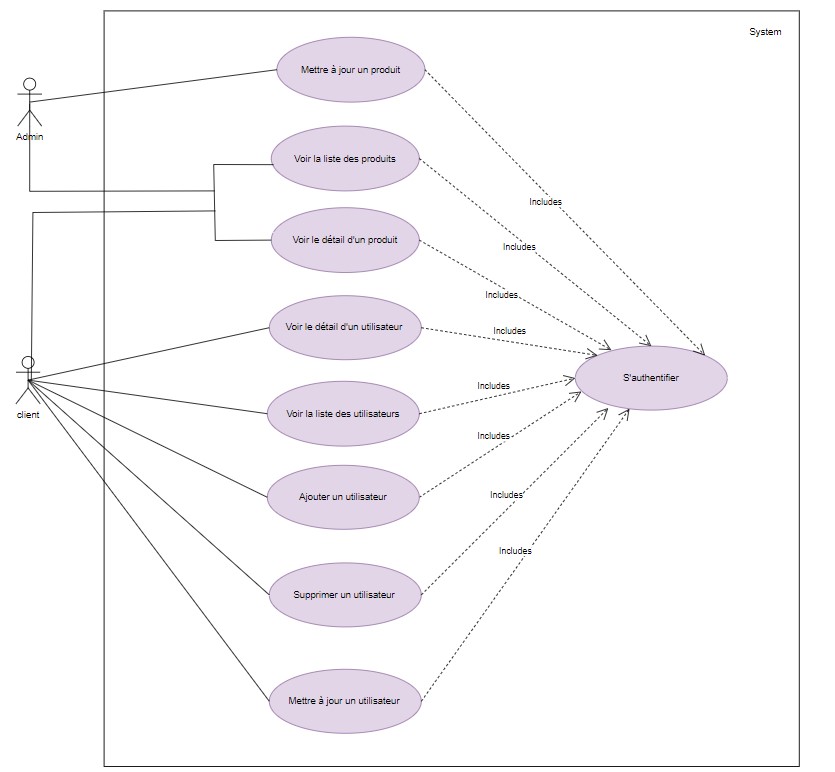 System
Mettre à jour un produit
Admin
Voir la liste des produits
Includes
Voir le détail d'un produit
Includes
Includes
Voir le détail d'un utilisateur
Includes
S'authentifier
Includes
client
Voir la liste des utilisateurs
Includes
Ajouter un utilisateur
Includes
Includes
Supprimer un utilisateur
Mettre à jour un utilisateur